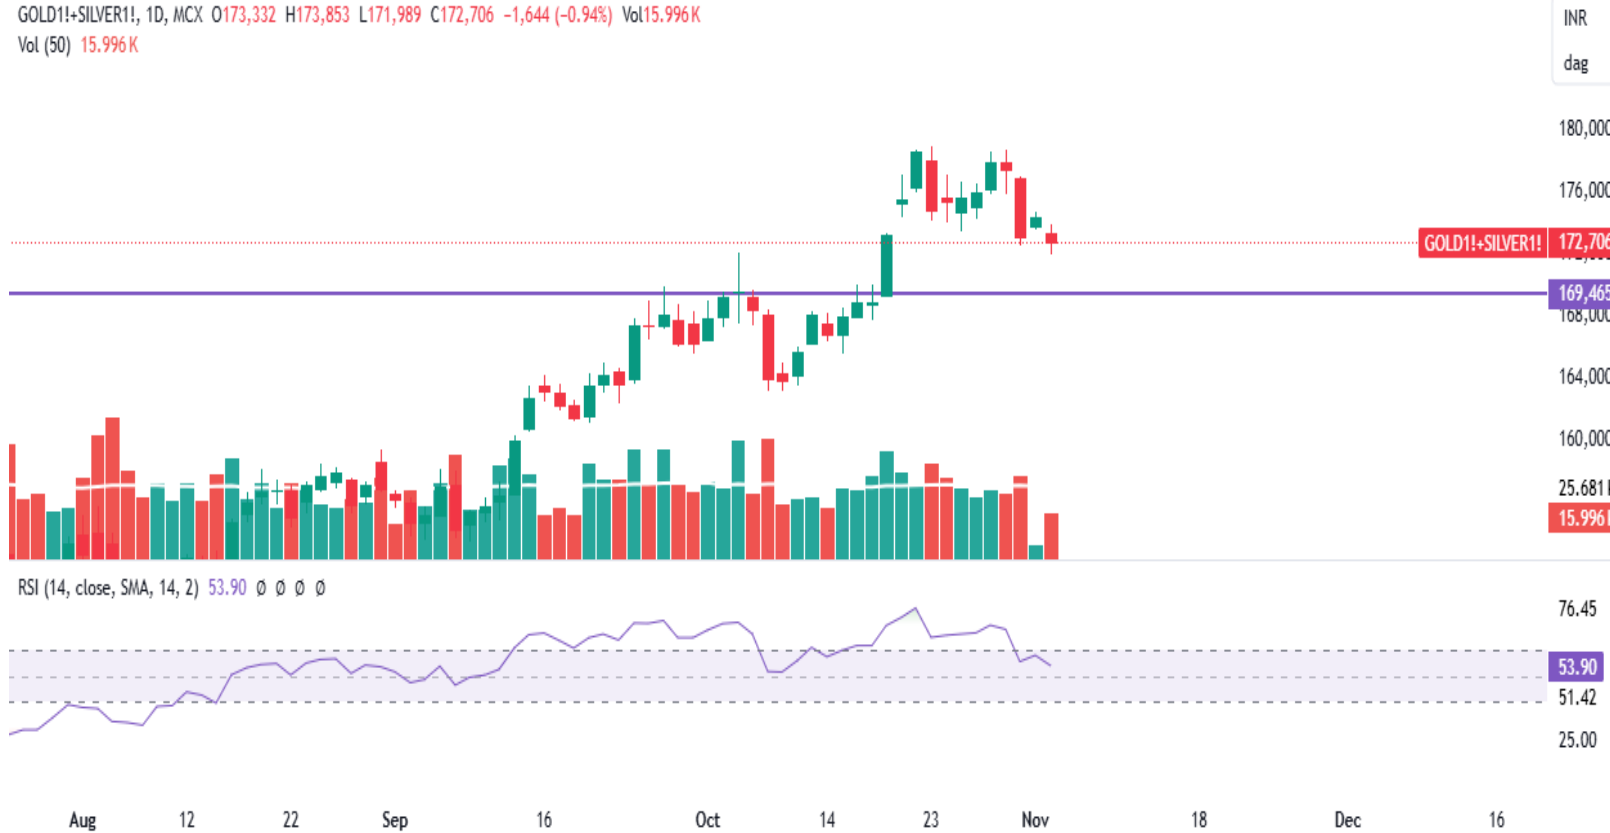 GOLD1!+SILVER1!, 1D, MCX O173,332 H173,853 L171,989 C172,706 −1,644 (−0.94%) Vol15.996K
Vol (50) 15.996K
INR
dag
180,000
176,000
GOLD1!+SILVER1! 172,706
169,465
168,000
164,000
160,000
25.681
15.996
RSI (14, close, SMA, 14, 2) 53.90 Ø Ø Ø Ø
76.45
53.90
51.42
25.00
Aug 12 22 Sep 16 Oct 14 23 Nov 18 Dec 16